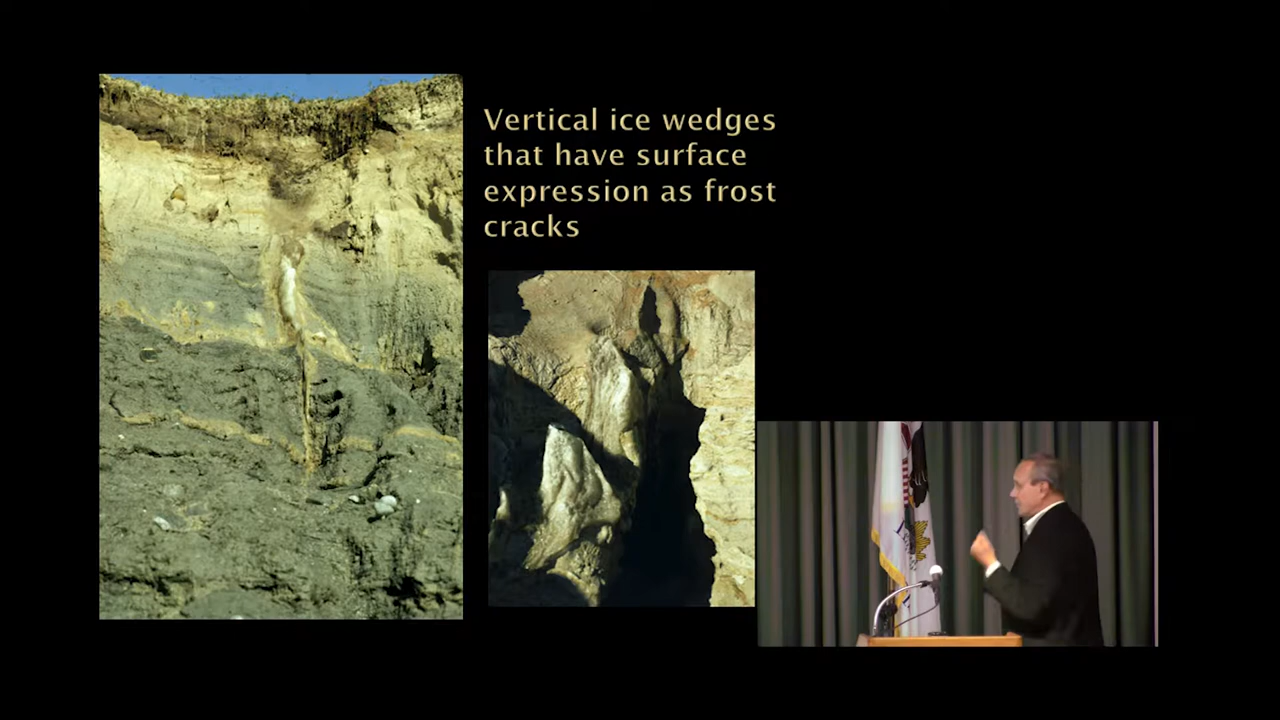 Vertical ice wedges
that have surface
expression as frost
cracks